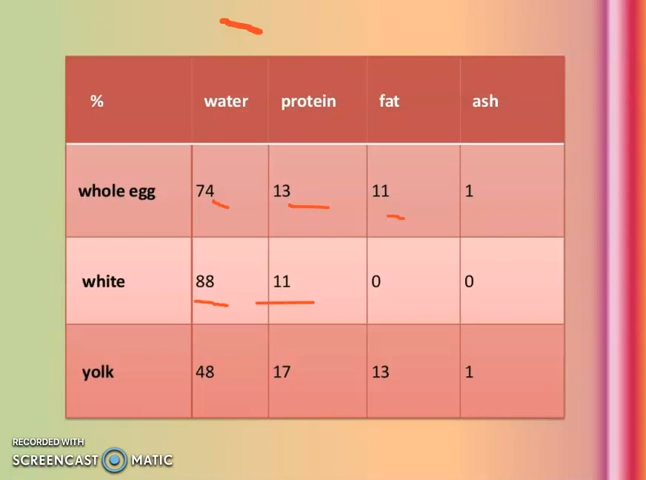 % water protein fat ash
whole egg 74 13 11 1
white 88 11 0 0
yolk 48 17 13 1
RECORDED WITH
SCREENCAST MATIC